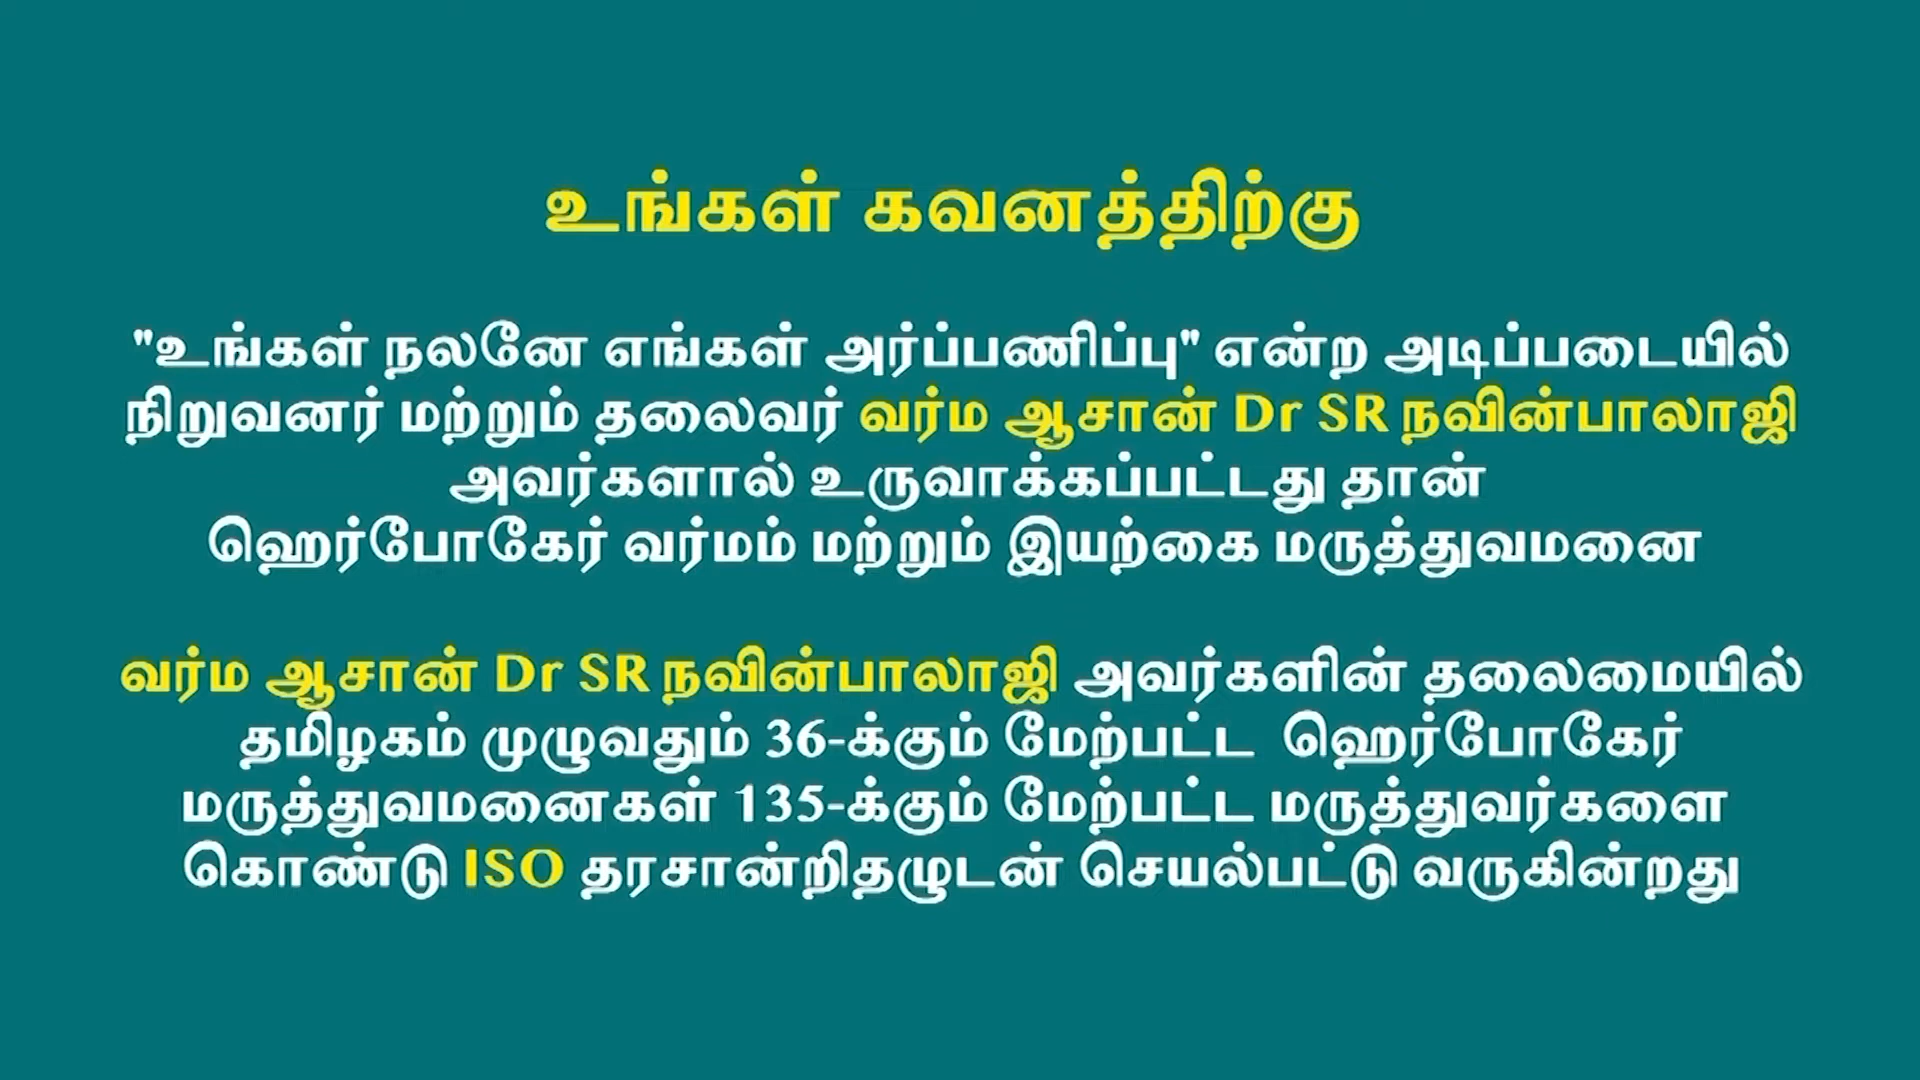 உங்கள் கவனத்திற்கு
"உங்கள் நலனே எங்கள் அர்ப்பணிப்பு" என்ற அடிப்படையில்
நிறுவனர் மற்றும் தலைவர் வர்ம ஆசான் Dr SR நவின்பாலாஜி
அவர்களால் உருவாக்கப்பட்டது தான்
ஹெர்போகேர் வர்மம் மற்றும் இயற்கை மருத்துவமனை
வர்ம ஆசான் Dr SR நவின்பாலாஜி அவர்களின் தலைமையில்
தமிழகம் முழுவதும் 36-க்கும் மேற்பட்ட ஹெர்போகேர்
மருத்துவமனைகள் 135-க்கும் மேற்பட்ட மருத்துவர்களை
கொண்டு ISO தரசான்றிதழுடன் செயல்பட்டு வருகின்றது